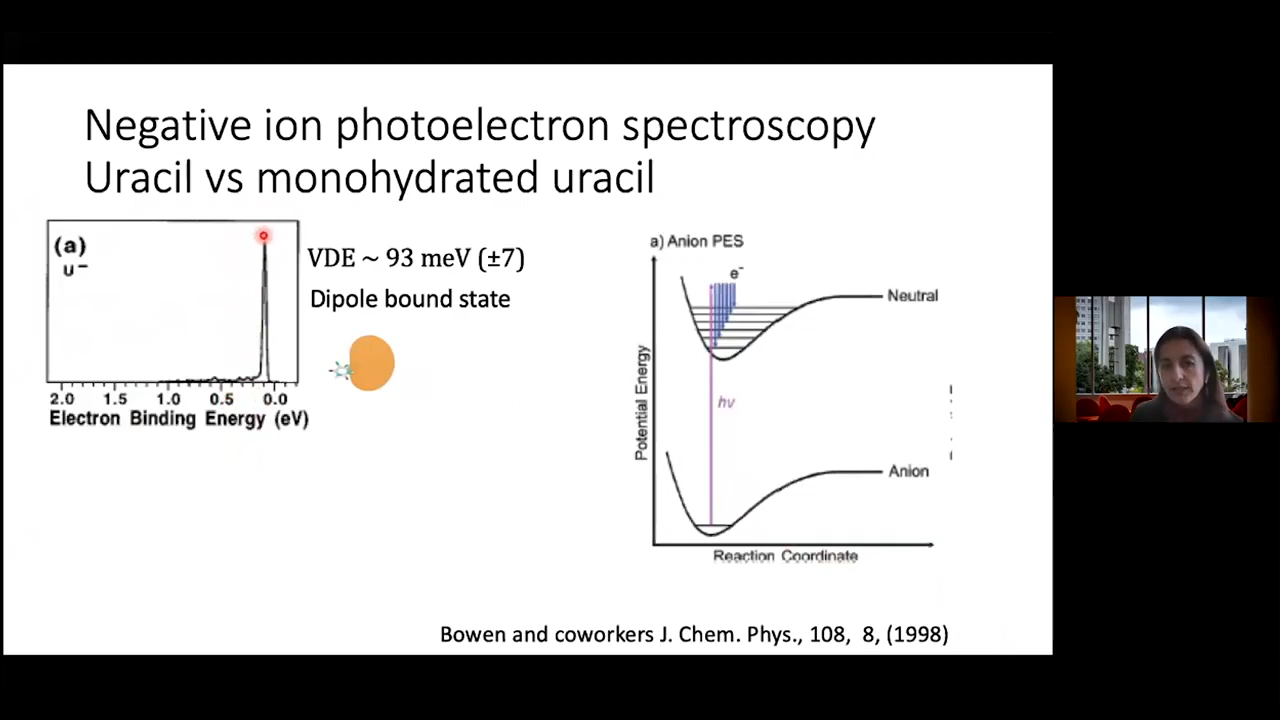 Negative ion photoelectron spectroscopy
Uracil vs monohydrated uracil
(a)
U⁻
2.0 1.5 1.0 0.5 0.0
Electron Binding Energy (eV)
VDE ~ 93 meV (±7)
Dipole bound state
a) Anion PES
e⁻
Neutral
hν
Anion
Potential Energy
Reaction Coordinate
Bowen and coworkers J. Chem. Phys., 108, 8, (1998)